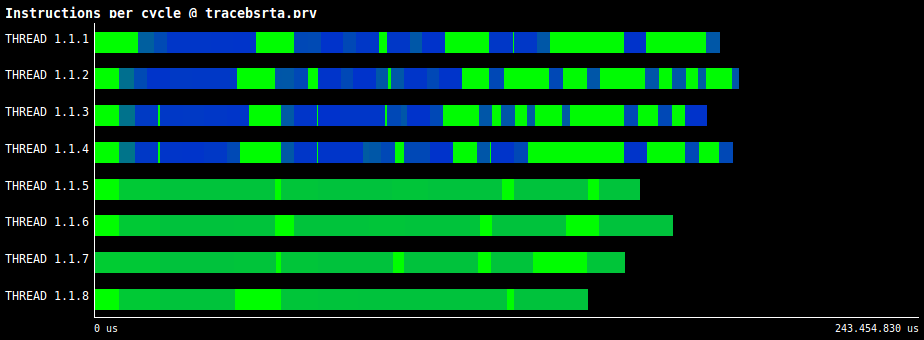 Instructions per cycle @ tracebsrta.prv
THREAD 1.1.1
THREAD 1.1.2
THREAD 1.1.3
THREAD 1.1.4
THREAD 1.1.5
THREAD 1.1.6
THREAD 1.1.7
THREAD 1.1.8
0 us 243.454.830 us